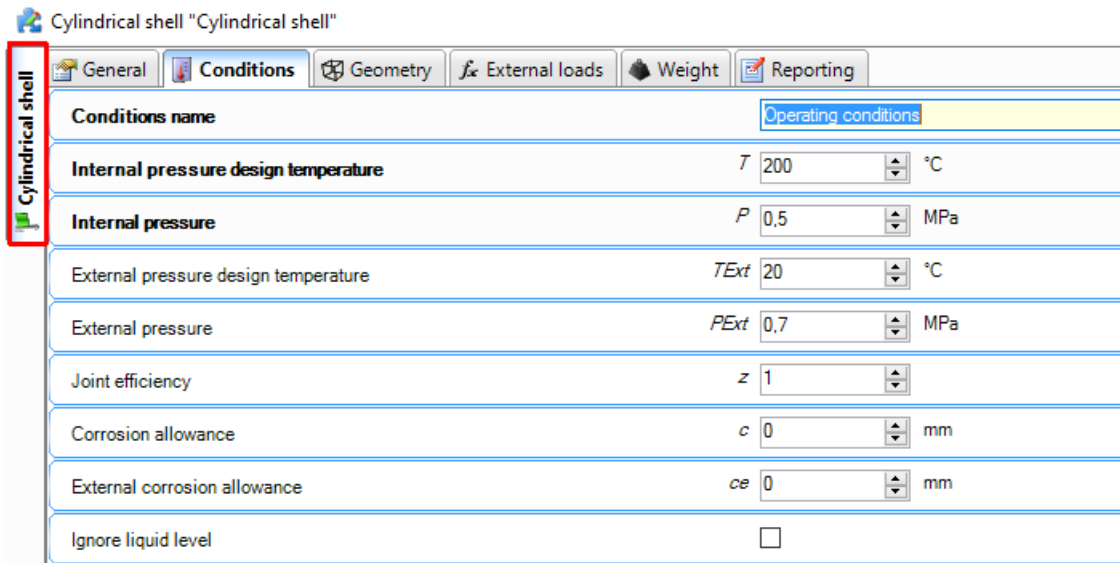 Cylindrical shell "Cylindrical shell"
Cylindrical shell
General Conditions Geometry fx External loads Weight Reporting
Conditions name Operating conditions
Internal pressure design temperature T 200 °C
Internal pressure P 0,5 MPa
External pressure design temperature TExt 20 °C
External pressure PExt 0,7 MPa
Joint efficiency z 1
Corrosion allowance c 0 mm
External corrosion allowance ce 0 mm
Ignore liquid level